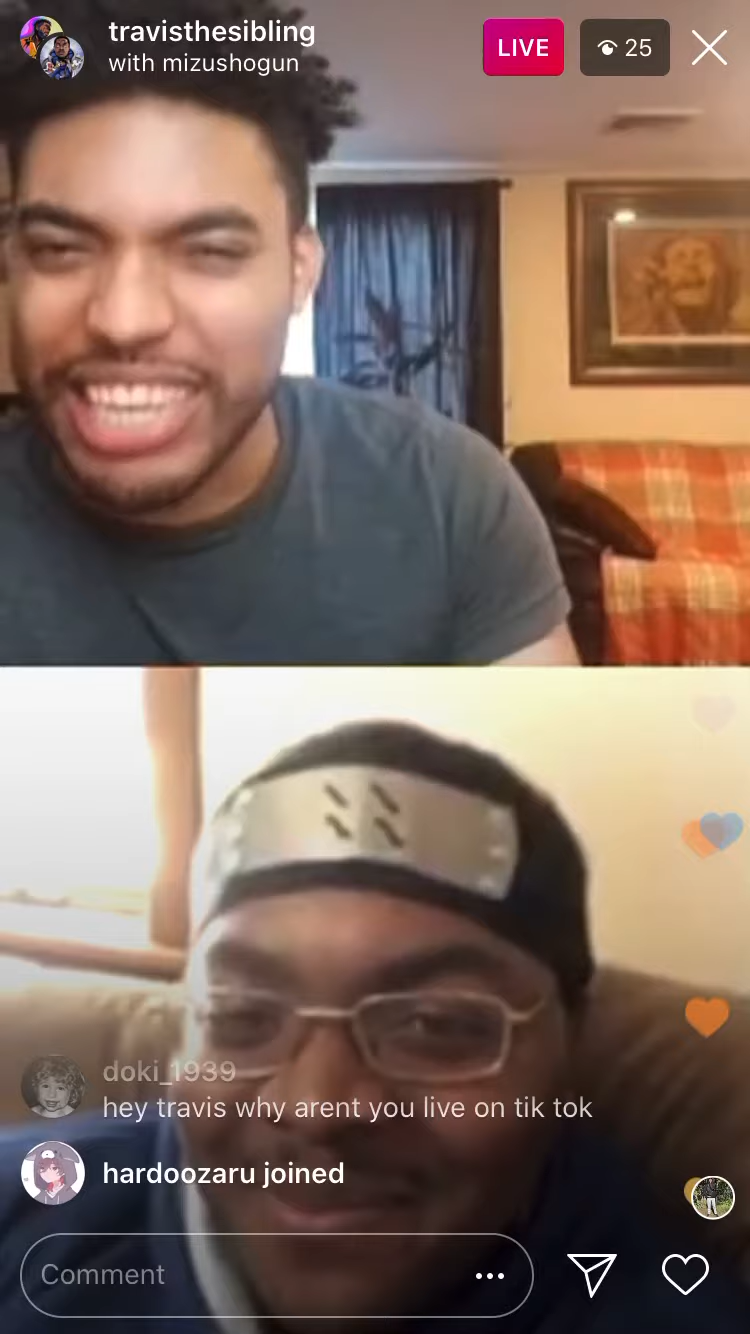 travisthesibling
with mizushogun
LIVE
25
doki_1939
hey travis why arent you live on tik tok
hardoozaru joined
Comment